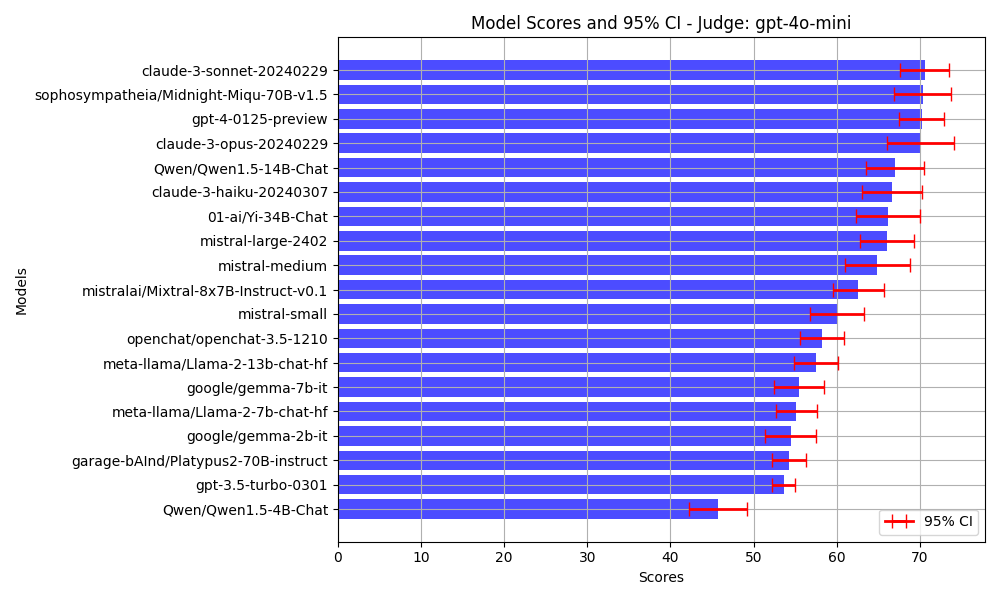 Model Scores and 95% CI - Judge: gpt-4o-mini
Models
claude-3-sonnet-20240229
sophosympatheia/Midnight-Miqu-70B-v1.5
gpt-4-0125-preview
claude-3-opus-20240229
Qwen/Qwen1.5-14B-Chat
claude-3-haiku-20240307
01-ai/Yi-34B-Chat
mistral-large-2402
mistral-medium
mistralai/Mixtral-8x7B-Instruct-v0.1
mistral-small
openchat/openchat-3.5-1210
meta-llama/Llama-2-13b-chat-hf
google/gemma-7b-it
meta-llama/Llama-2-7b-chat-hf
google/gemma-2b-it
garage-bAInd/Platypus2-70B-instruct
gpt-3.5-turbo-0301
Qwen/Qwen1.5-4B-Chat
95% CI
0 10 20 30 40 50 60 70
Scores